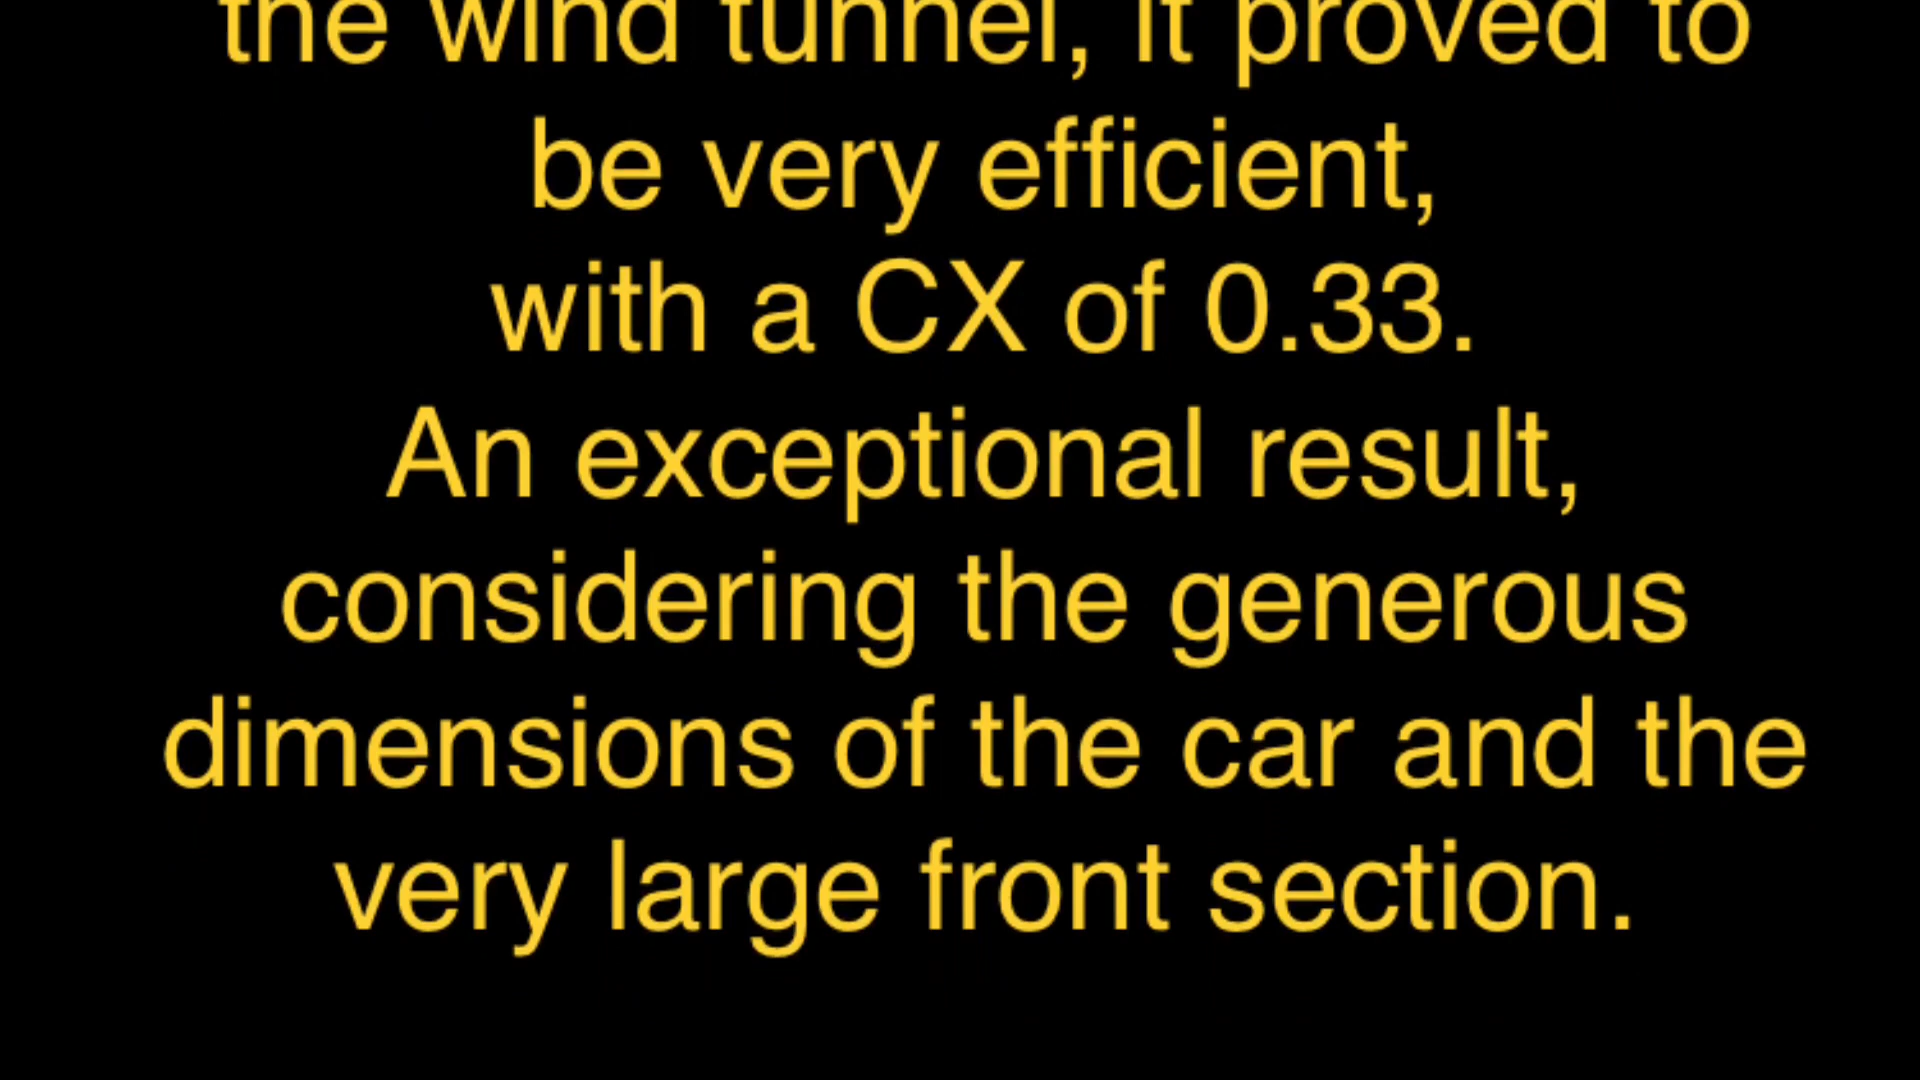 the wind tunnel, it proved to
be very efficient,
with a CX of 0.33.
An exceptional result,
considering the generous
dimensions of the car and the
very large front section.